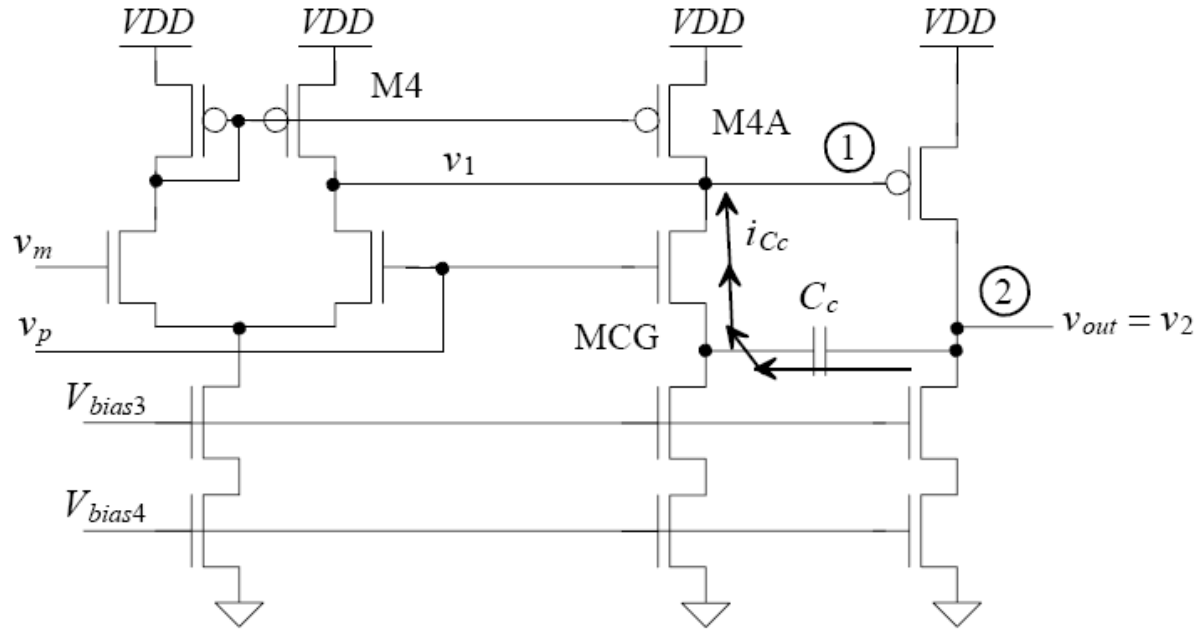 VDD VDD VDD VDD
M4
M4A
1
v1
vm
iCc
Cc
2
vp
MCG
vout = v2
Vbias3
Vbias4